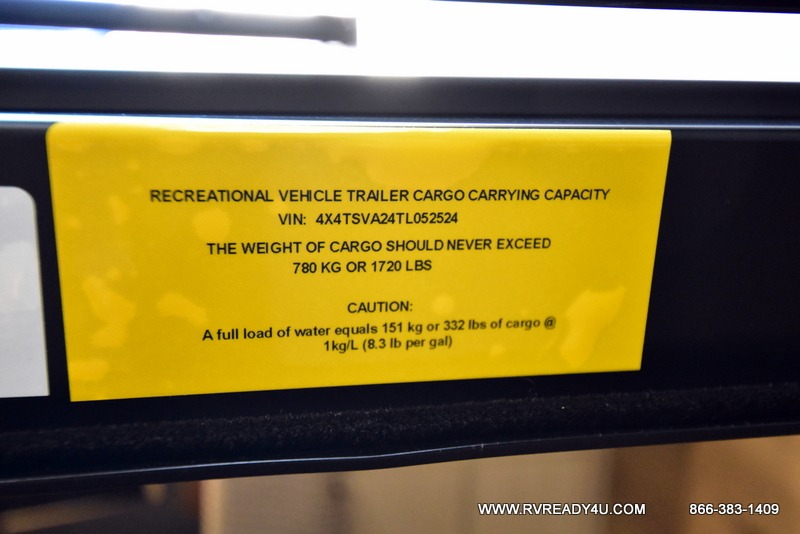 RECREATIONAL VEHICLE TRAILER CARGO CARRYING CAPACITY
VIN: 4X4TSVA24TL052524
THE WEIGHT OF CARGO SHOULD NEVER EXCEED
780 KG OR 1720 LBS
CAUTION:
A full load of water equals 151 kg or 332 lbs of cargo @
1kg/L (8.3 lb per gal)
WWW.RVREADY4U.COM 866-383-1409